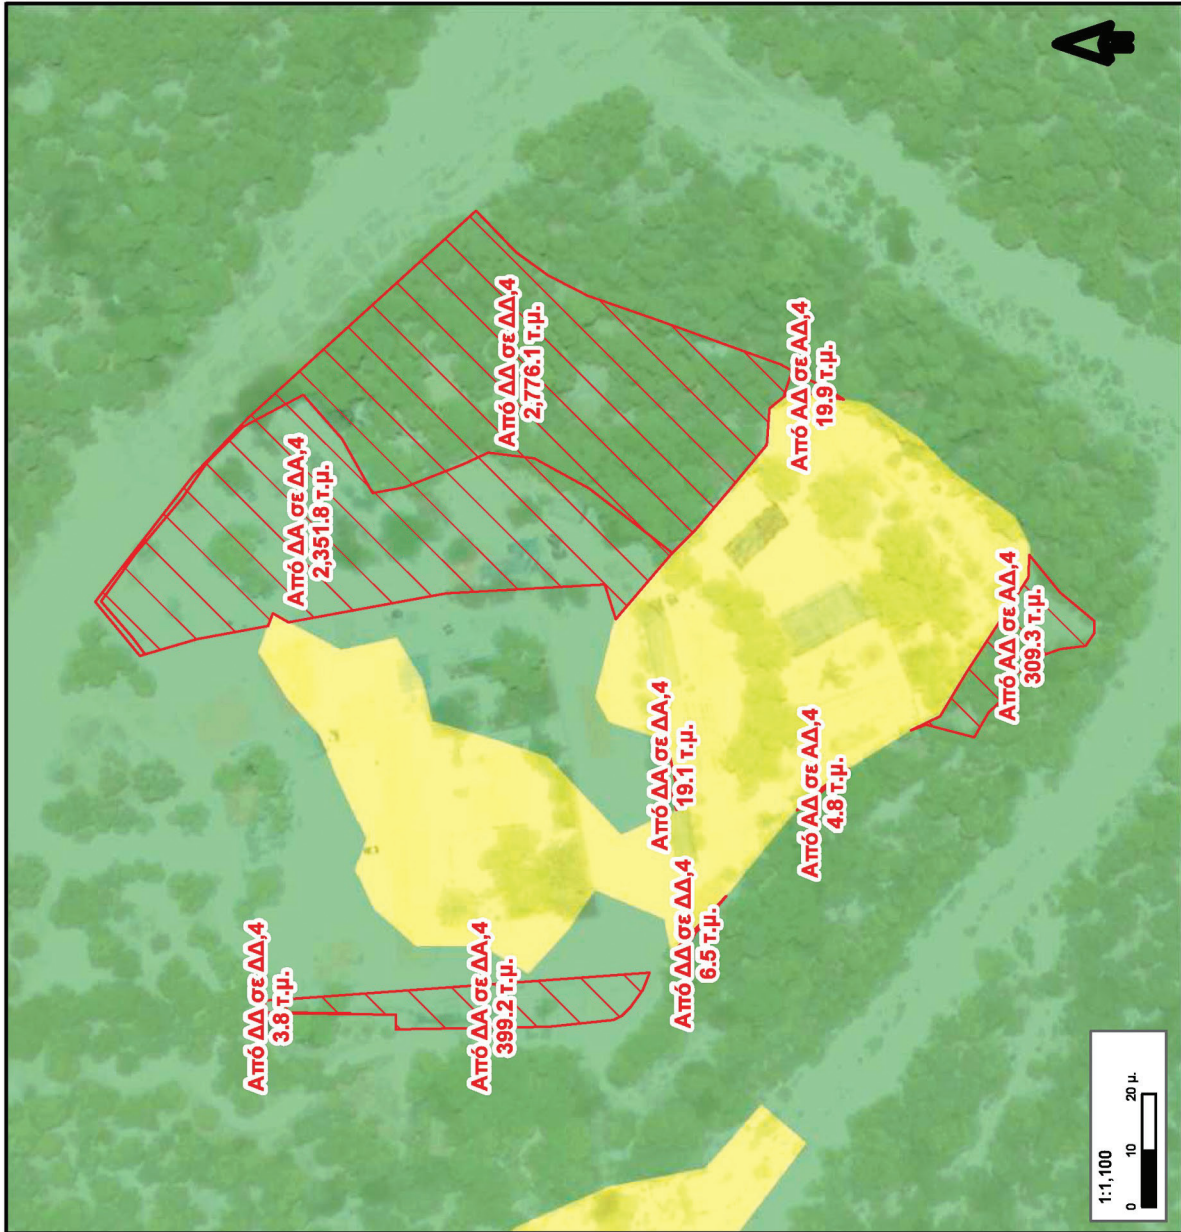 Από ΔΔ σε ΔΔ,4
3.8 τ.μ.
Από ΔΑ σε ΔΑ,4
2,351.8 τ.μ.
Από ΔΑ σε ΔΑ,4
399.2 τ.μ.
Από ΔΔ σε ΔΔ,4
2,776.1 τ.μ.
Από ΔΑ σε ΔΑ,4
19.1 τ.μ.
Από ΔΔ σε ΔΔ,4
6.5 τ.μ.
Από ΑΔ σε ΑΔ,4
19.9 τ.μ.
Από ΑΔ σε ΑΔ,4
4.8 τ.μ.
Από ΑΔ σε ΑΔ,4
309.3 τ.μ.
1:1,100
0 10 20 μ.